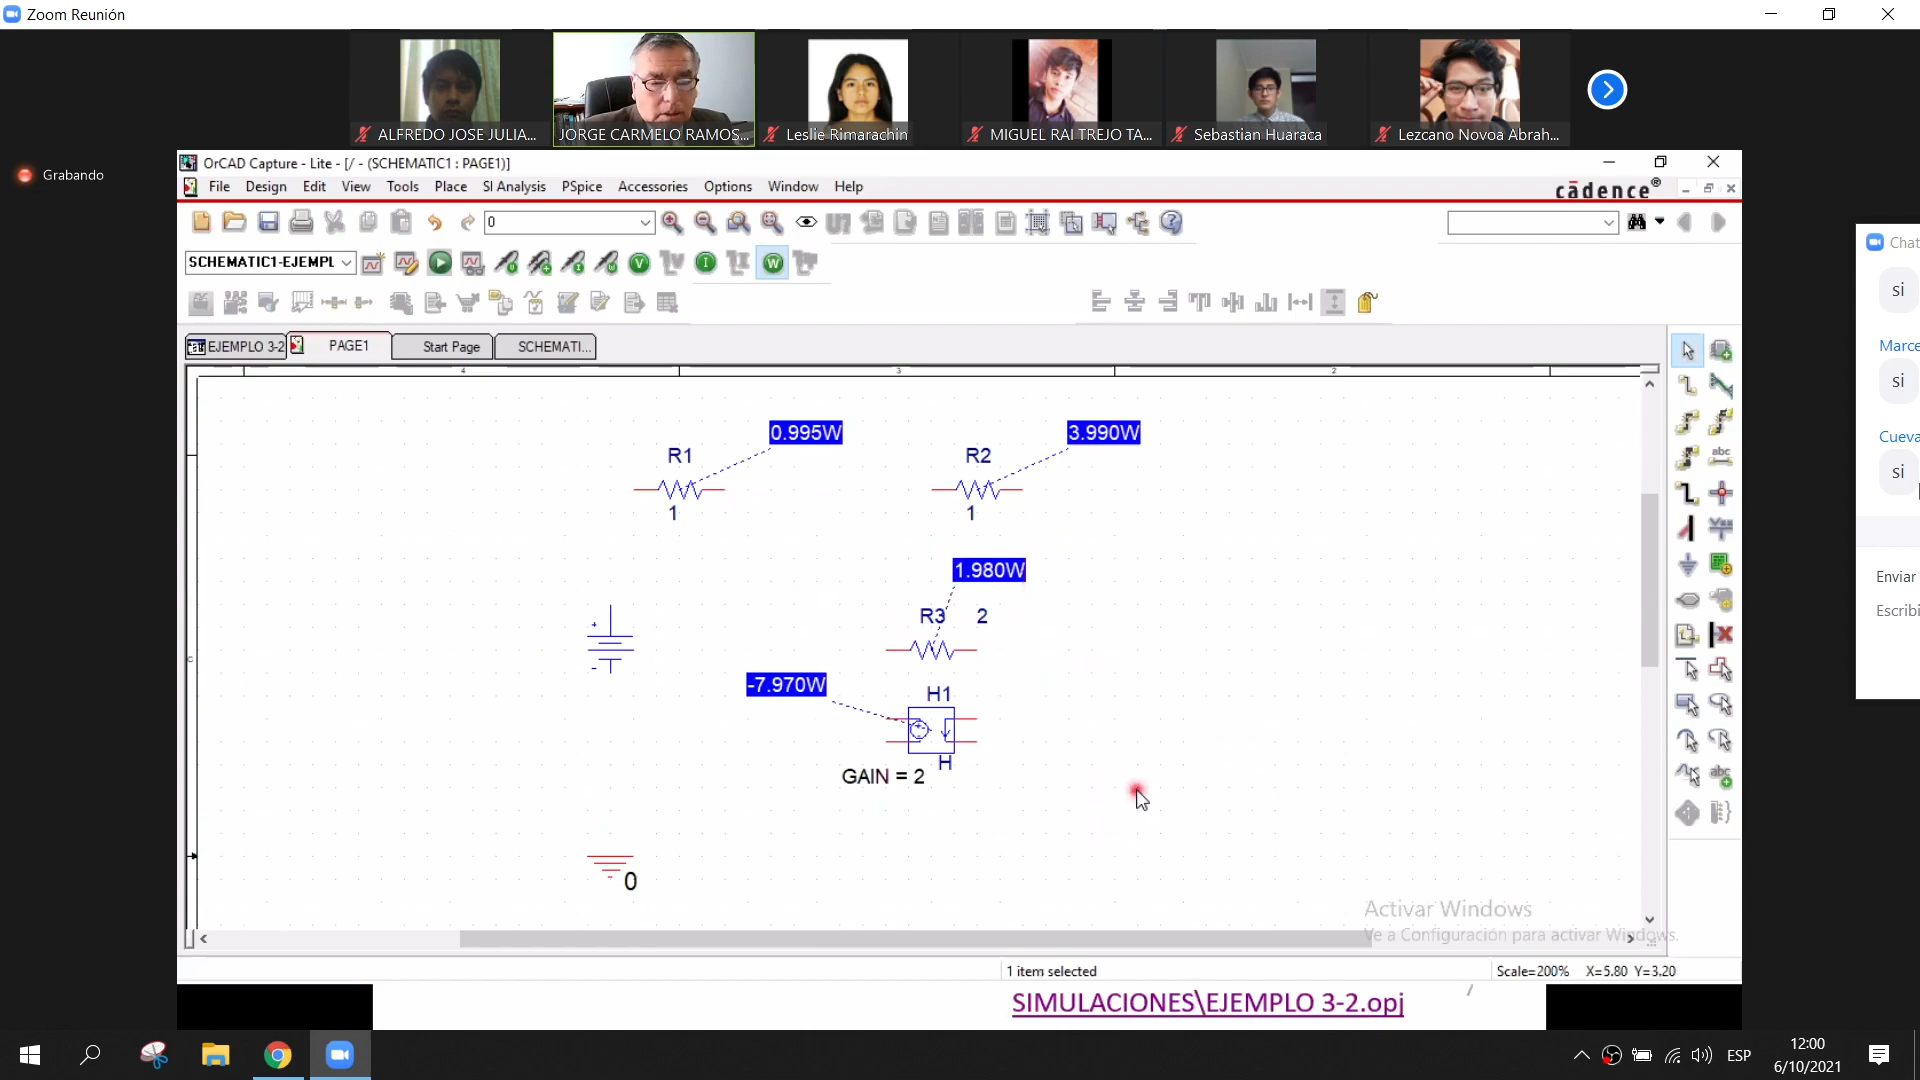 Zoom Reunión
ALFREDO JOSE JULIA...
JORGE CARMELO RAMOS...
Leslie Rimarachin
MIGUEL RAI TREJO TA...
Sebastian Huaraca
Lezcano Novoa Abrah...
Grabando
OrCAD Capture - Lite - [/ - (SCHEMATIC1 : PAGE1)]
File Design Edit View Tools Place SI Analysis PSpice Accessories Options Window Help
cādence®
0
U?
SCHEMATIC1-EJEMPL
V
I
W
EJEMPLO 3-2
PAGE1
Start Page
SCHEMATI...
4
3
2
0.995W
3.990W
R1
R2
1
1
1.980W
R3 2
+
-
-7.970W
H1
H
GAIN = 2
0
C
abc
abc
Activar Windows
Ve a Configuración para activar Windows.
1 item selected
Scale=200% X=5.80 Y=3.20
SIMULACIONES\EJEMPLO 3-2.opj
/
Chat
si
Marce
si
Cueva
si
Enviar
Escribi
ESP
12:00
6/10/2021